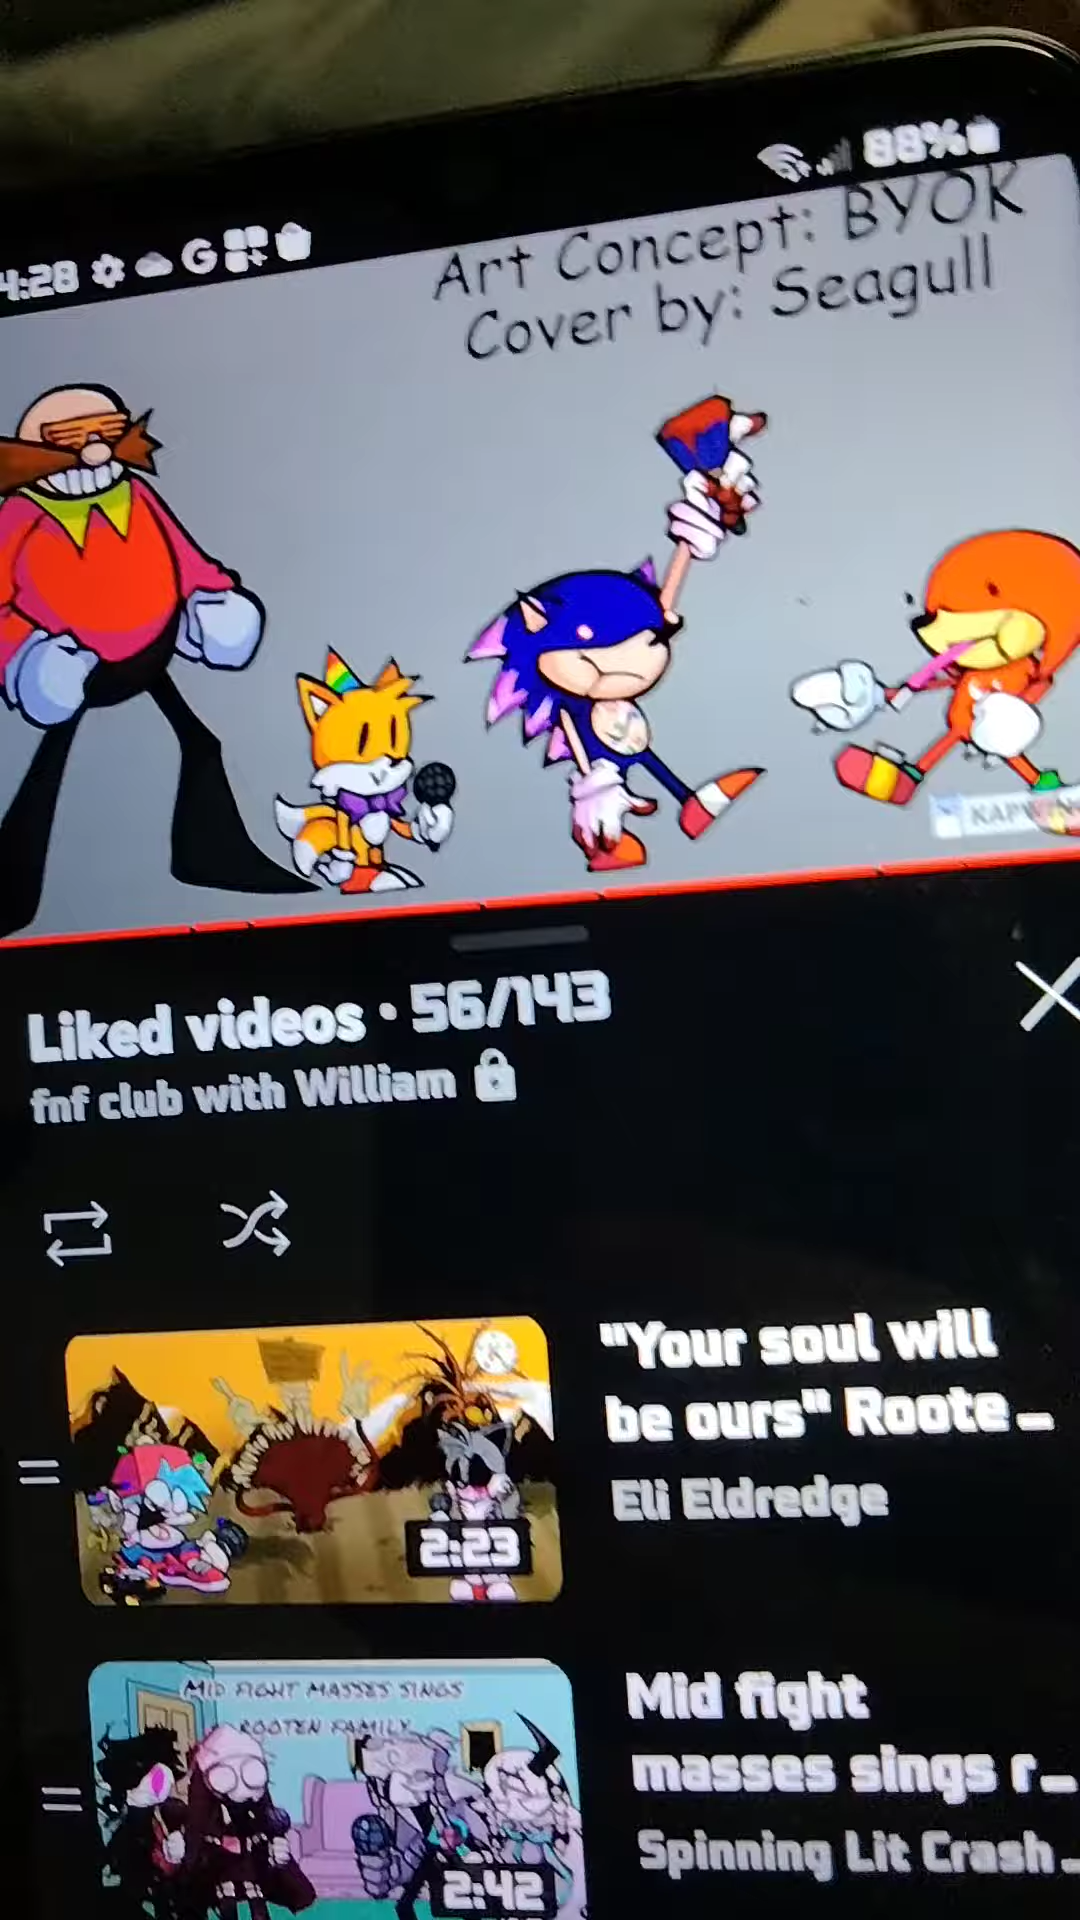 4:28 G 88%
Art Concept: BYOK
Cover by: Seagull
Liked videos • 56/143
fnf club with William
"Your soul will
be ours" Roote...
Eli Eldredge
2:23
MID FIGHT MASSES SINGS
ROOTEN FAMILY
Mid fight
masses sings r...
Spinning Lit Crash...
2:42